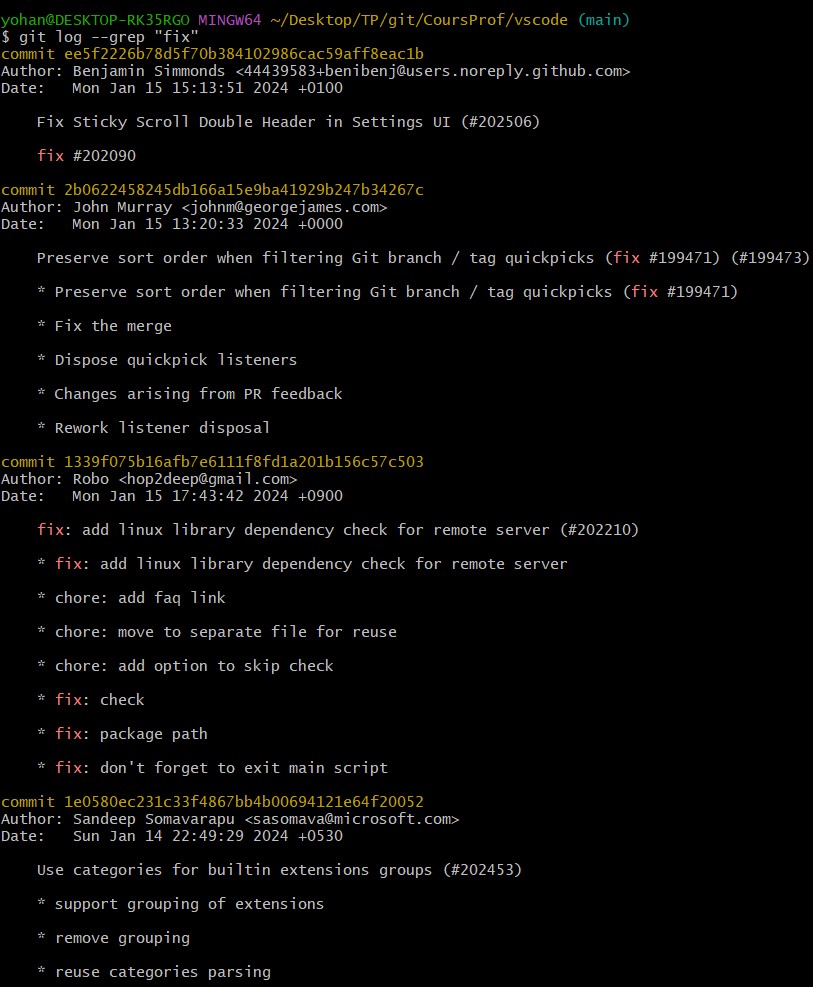 yohan@DESKTOP-RK35RGO MINGW64 ~/Desktop/TP/git/CoursProf/vscode (main)
$ git log --grep "fix"
commit ee5f2226b78d5f70b384102986cac59aff8eac1b
Author: Benjamin Simmonds <44439583+benibenj@users.noreply.github.com>
Date:   Mon Jan 15 15:13:51 2024 +0100
    Fix Sticky Scroll Double Header in Settings UI (#202506)
    fix #202090
commit 2b0622458245db166a15e9ba41929b247b34267c
Author: John Murray <johnm@georgejames.com>
Date:   Mon Jan 15 13:20:33 2024 +0000
    Preserve sort order when filtering Git branch / tag quickpicks (fix #199471) (#199473)
    * Preserve sort order when filtering Git branch / tag quickpicks (fix #199471)
    * Fix the merge
    * Dispose quickpick listeners
    * Changes arising from PR feedback
    * Rework listener disposal
commit 1339f075b16afb7e6111f8fd1a201b156c57c503
Author: Robo <hop2deep@gmail.com>
Date:   Mon Jan 15 17:43:42 2024 +0900
    fix: add linux library dependency check for remote server (#202210)
    * fix: add linux library dependency check for remote server
    * chore: add faq link
    * chore: move to separate file for reuse
    * chore: add option to skip check
    * fix: check
    * fix: package path
    * fix: don't forget to exit main script
commit 1e0580ec231c33f4867bb4b00694121e64f20052
Author: Sandeep Somavarapu <sasomava@microsoft.com>
Date:   Sun Jan 14 22:49:29 2024 +0530
    Use categories for builtin extensions groups (#202453)
    * support grouping of extensions
    * remove grouping
    * reuse categories parsing